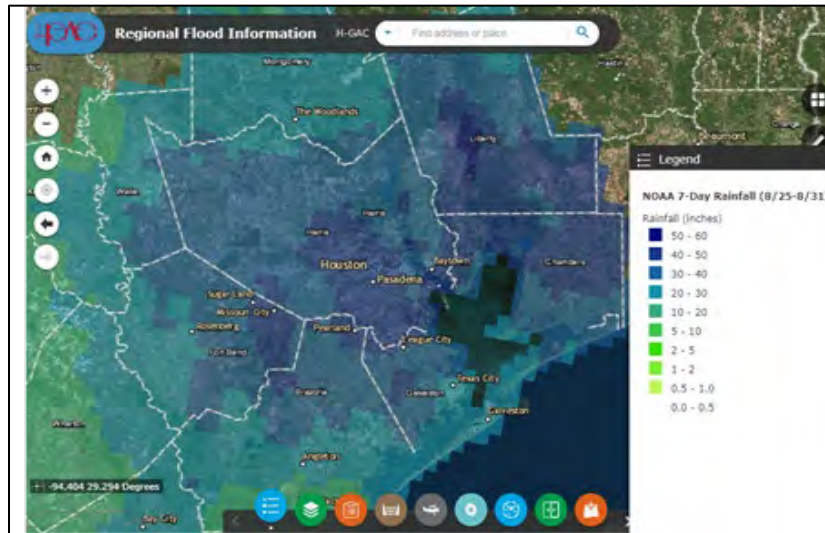 HGAC
Regional Flood Information
H-GAC
Find address or place
Montgomery
Hardin
The Woodlands
Liberty
Beaumont
Orange
Waller
Harris
Harris
Houston
Pasadena
Baytown
Chambers
Sugar Land
Missouri City
Rosenberg
Pearland
League City
Fort Bend
Texas City
Brazoria
Galveston
Galveston
Wharton
Angleton
Bay City
-94.404 29.294 Degrees
Legend
NOAA 7-Day Rainfall (8/25-8/31)
Rainfall (inches)
50 - 60
40 - 50
30 - 40
20 - 30
10 - 20
5 - 10
2 - 5
1 - 2
0.5 - 1.0
0.0 - 0.5